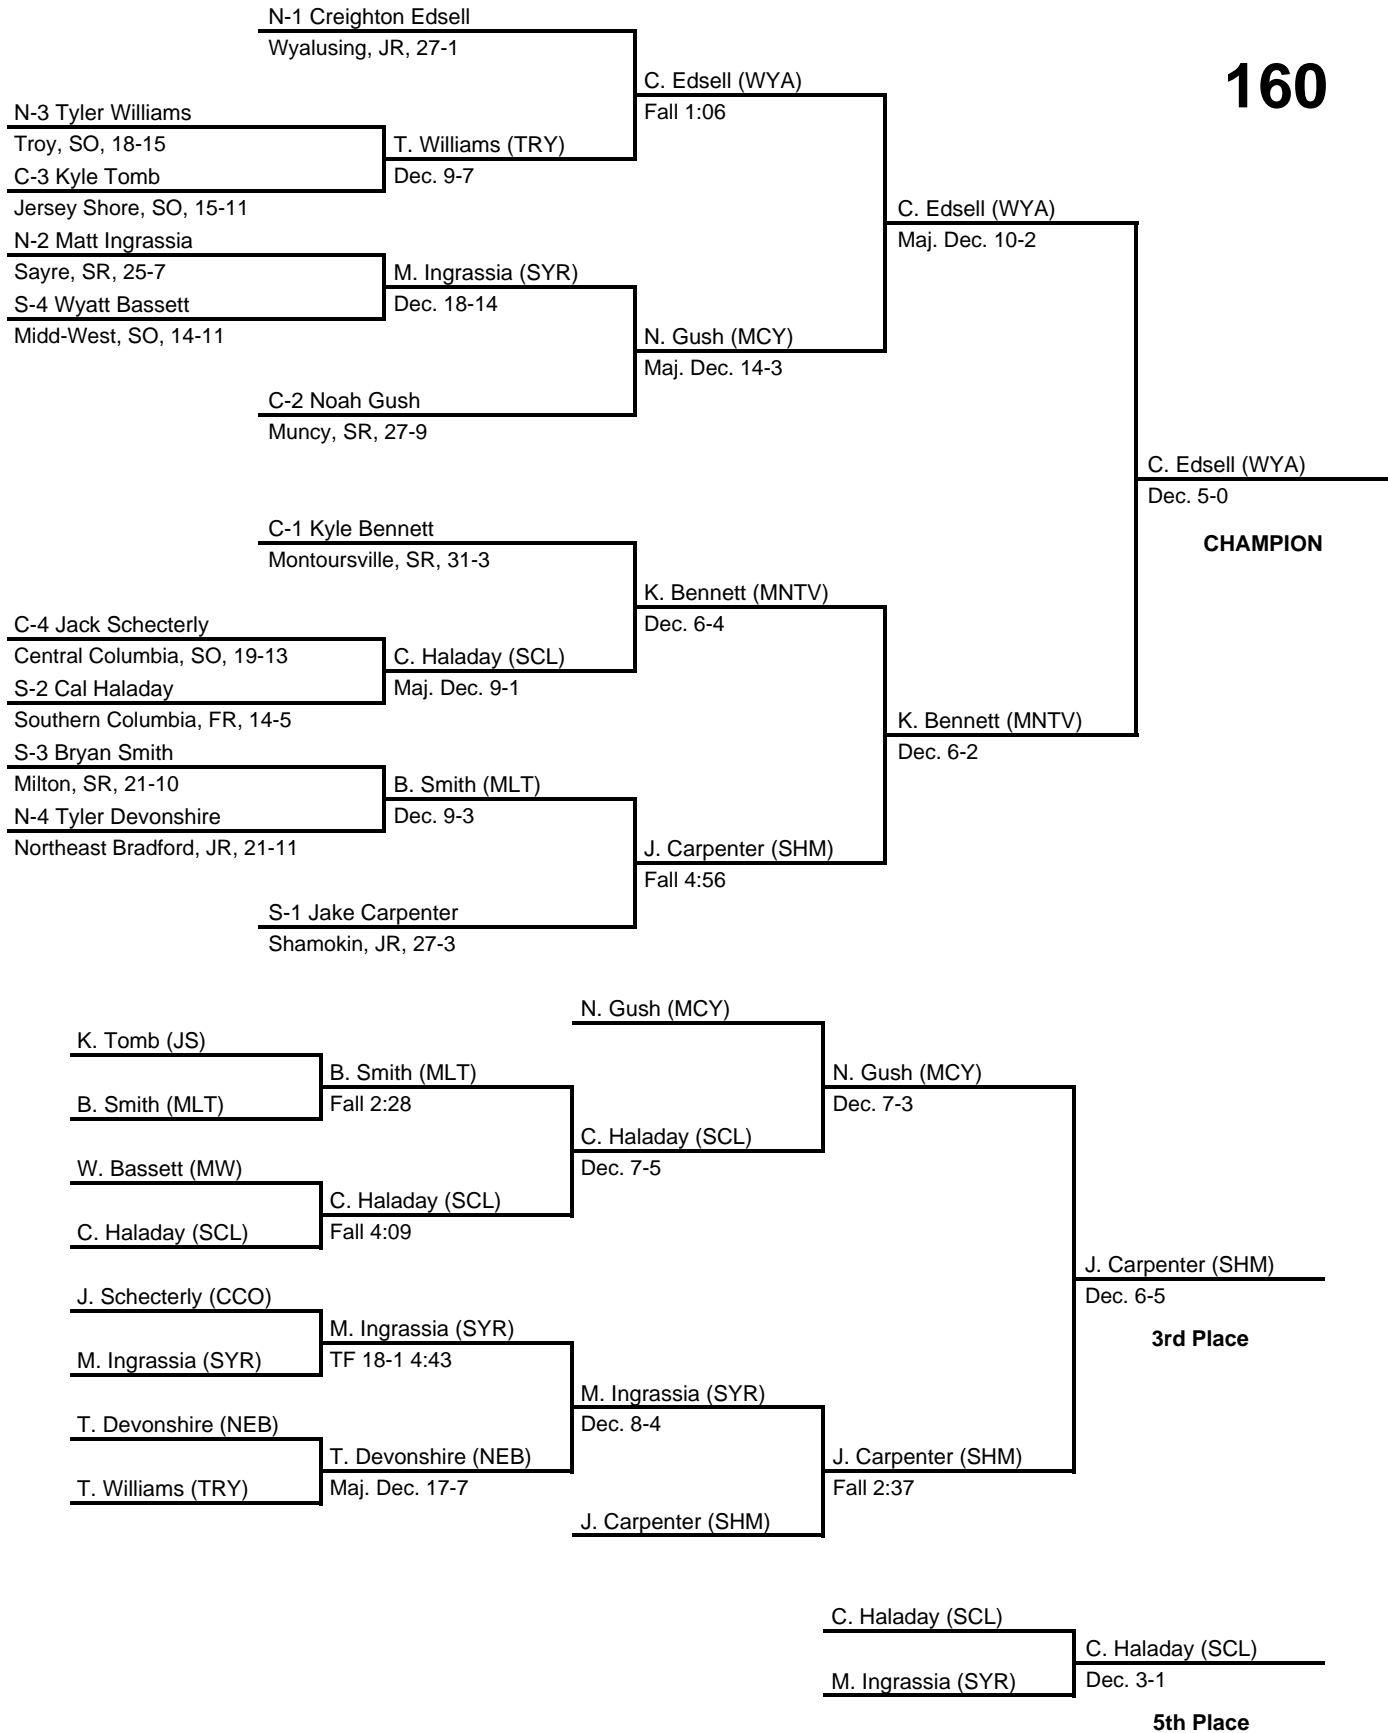 N-1 Creighton Edsell
Wyalusing, JR, 27-1
160
C. Edsell (WYA)
Fall 1:06
N-3 Tyler Williams
Troy, SO, 18-15
T. Williams (TRY)
C-3 Kyle Tomb
Dec. 9-7
Jersey Shore, SO, 15-11
C. Edsell (WYA)
Maj. Dec. 10-2
N-2 Matt Ingrassia
Sayre, SR, 25-7
M. Ingrassia (SYR)
S-4 Wyatt Bassett
Dec. 18-14
Midd-West, SO, 14-11
N. Gush (MCY)
Maj. Dec. 14-3
C-2 Noah Gush
Muncy, SR, 27-9
C. Edsell (WYA)
Dec. 5-0
CHAMPION
C-1 Kyle Bennett
Montoursville, SR, 31-3
K. Bennett (MNTV)
Dec. 6-4
C-4 Jack Schecterly
Central Columbia, SO, 19-13
C. Haladay (SCL)
S-2 Cal Haladay
Maj. Dec. 9-1
Southern Columbia, FR, 14-5
K. Bennett (MNTV)
Dec. 6-2
S-3 Bryan Smith
Milton, SR, 21-10
B. Smith (MLT)
N-4 Tyler Devonshire
Dec. 9-3
Northeast Bradford, JR, 21-11
J. Carpenter (SHM)
Fall 4:56
S-1 Jake Carpenter
Shamokin, JR, 27-3
N. Gush (MCY)
K. Tomb (JS)
B. Smith (MLT)
N. Gush (MCY)
B. Smith (MLT)
Fall 2:28
Dec. 7-3
C. Haladay (SCL)
Dec. 7-5
W. Bassett (MW)
C. Haladay (SCL)
C. Haladay (SCL)
Fall 4:09
J. Carpenter (SHM)
Dec. 6-5
3rd Place
J. Schecterly (CCO)
M. Ingrassia (SYR)
M. Ingrassia (SYR)
TF 18-1 4:43
M. Ingrassia (SYR)
Dec. 8-4
T. Devonshire (NEB)
T. Devonshire (NEB)
J. Carpenter (SHM)
T. Williams (TRY)
Maj. Dec. 17-7
Fall 2:37
J. Carpenter (SHM)
C. Haladay (SCL)
C. Haladay (SCL)
M. Ingrassia (SYR)
Dec. 3-1
5th Place